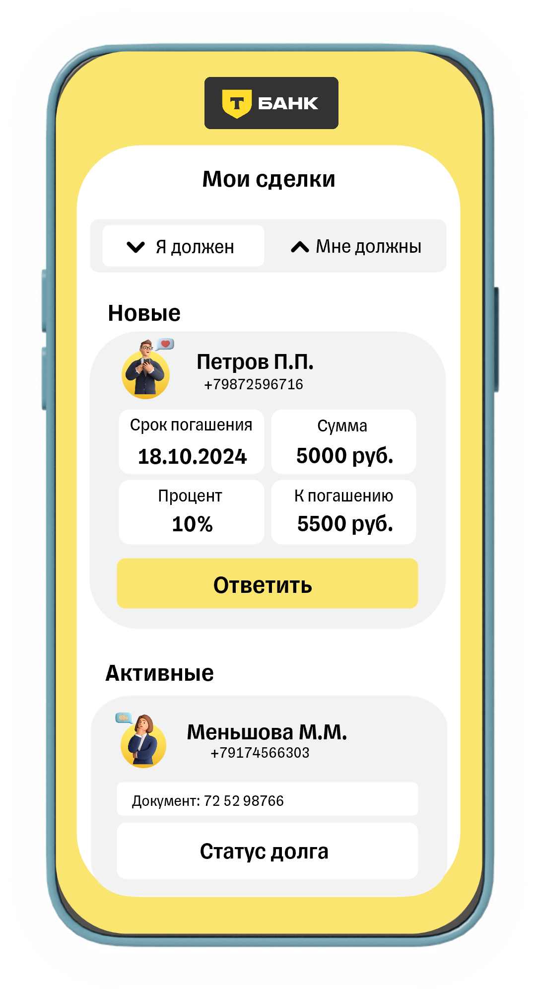 Т БАНК
Мои сделки
Я должен
Мне должны
Новые
Петров П.П.
+79872596716
Срок погашения
18.10.2024
Сумма
5000 руб.
Процент
10%
К погашению
5500 руб.
Ответить
Активные
Меньшова М.М.
+79174566303
Документ: 72 52 98766
Статус долга